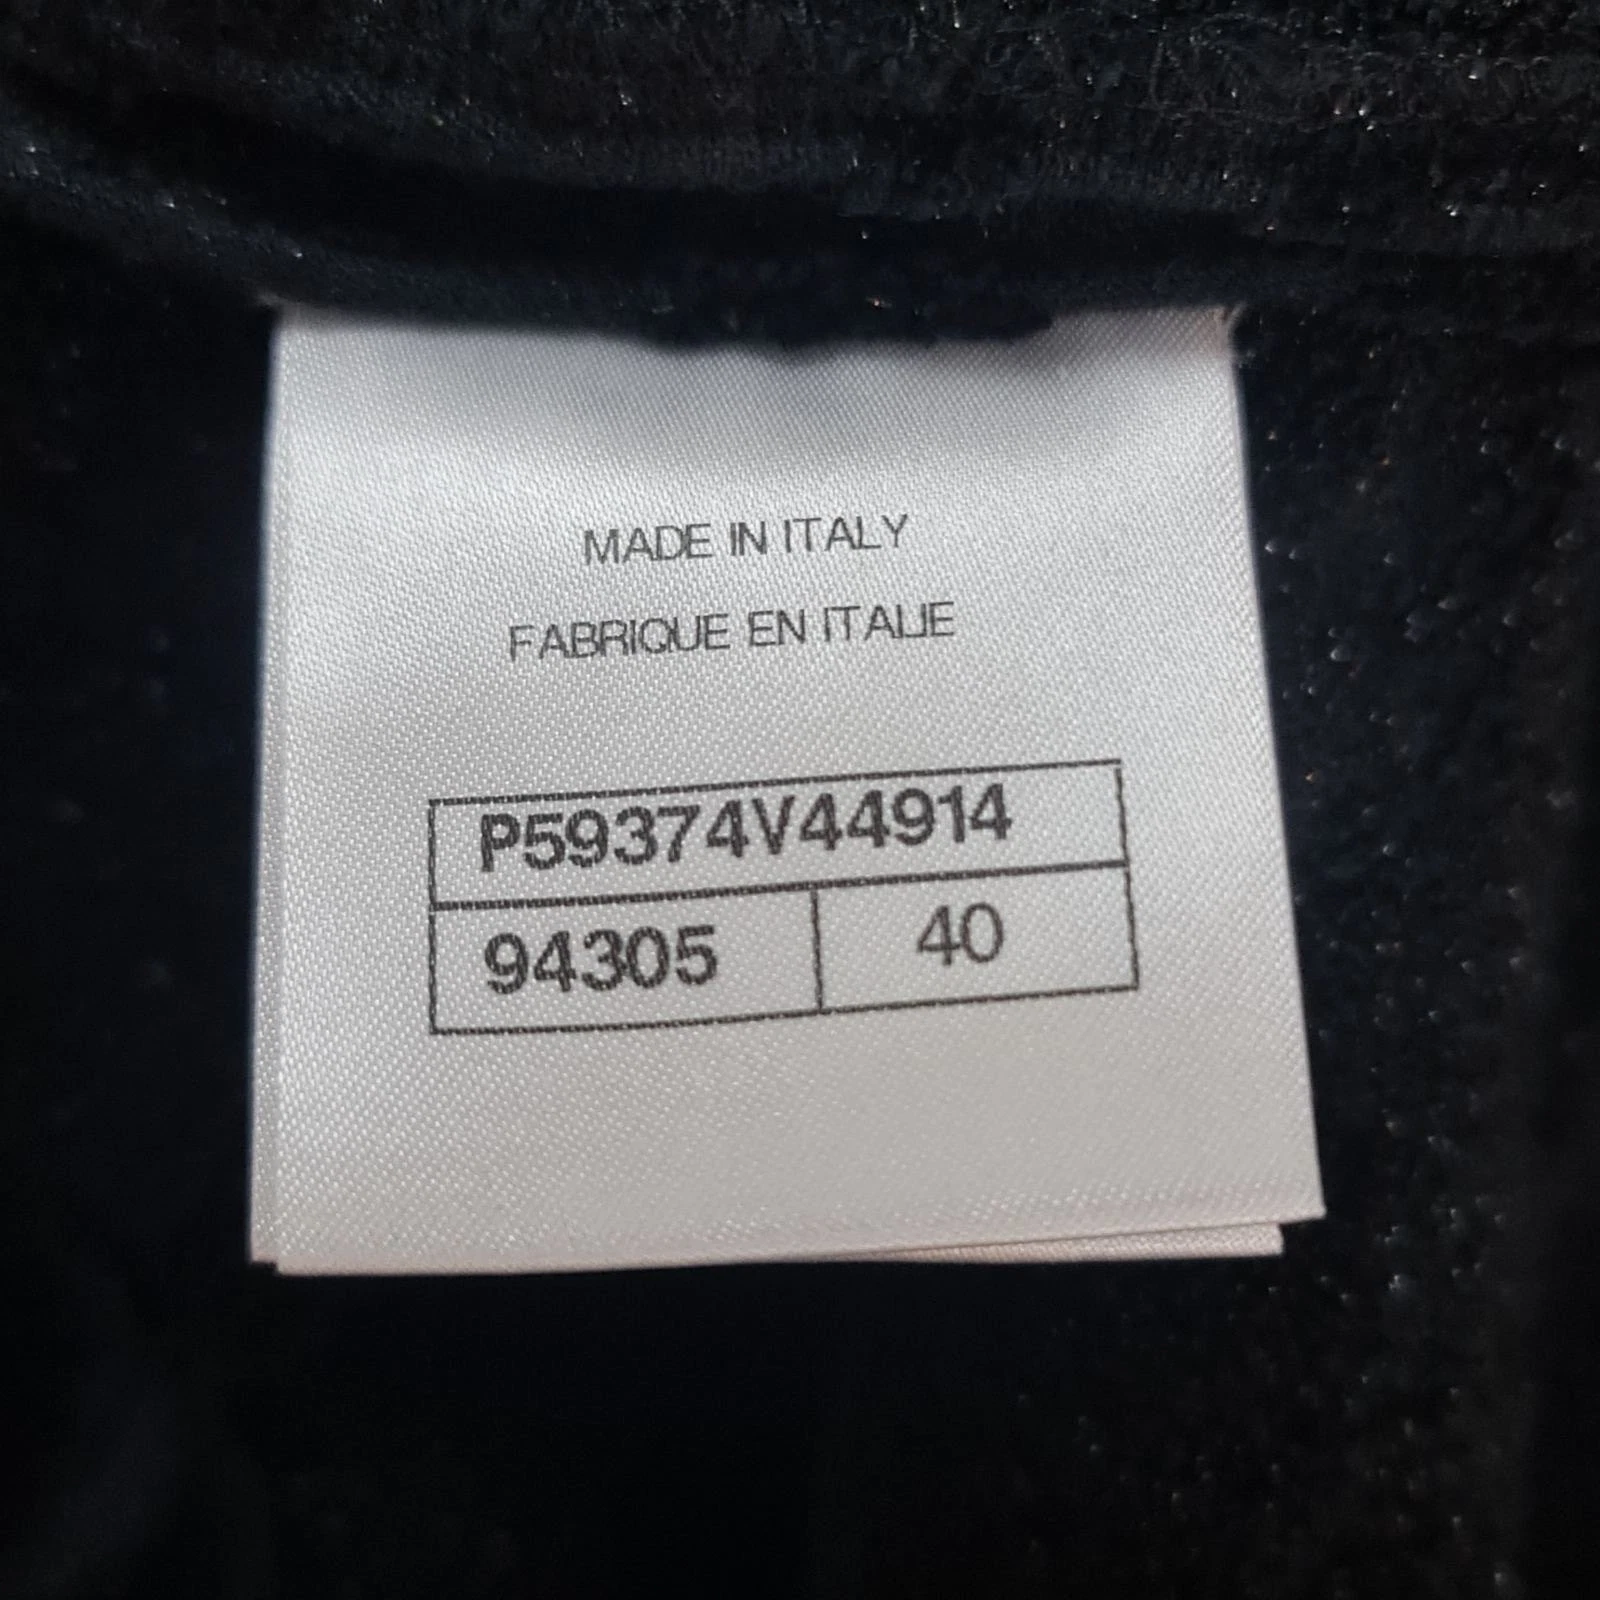 MADE IN ITALY
FABRIQUE EN ITALIE
P59374V44914
94305 40